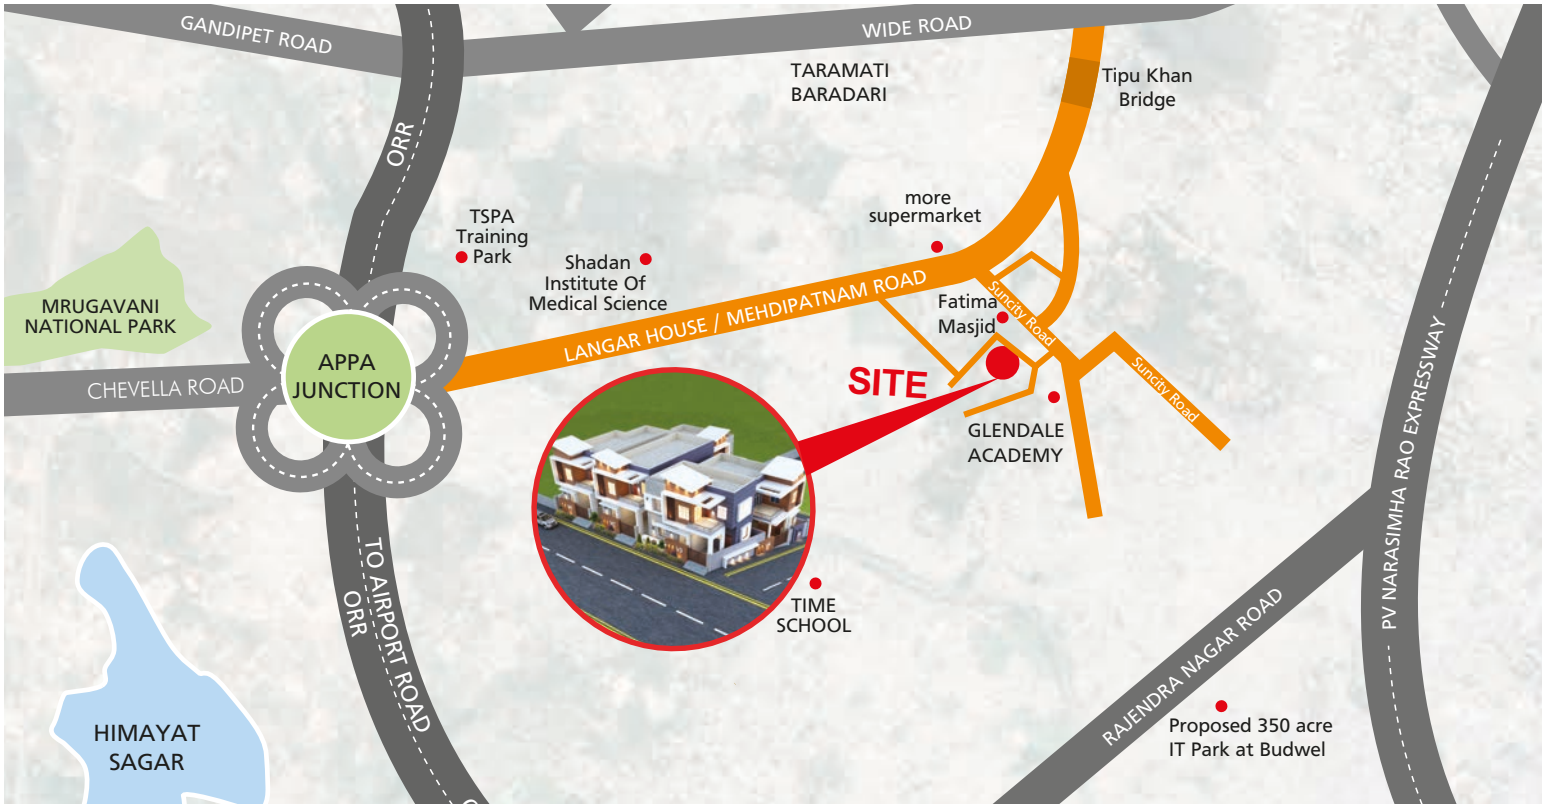 GANDIPET ROAD
WIDE ROAD
TARAMATI
BARADARI
Tipu Khan
Bridge
ORR
TSPA
Training
Park
Shadan
Institute Of
Medical Science
more
supermarket
MRUGAVANI
NATIONAL PARK
CHEVELLA ROAD
APPA
JUNCTION
LANGAR HOUSE / MEHDIPATNAM ROAD
Fatima
Masjid
Suncity Road
Suncity Road
SITE
GLENDALE
ACADEMY
PV NARASIMHA RAO EXPRESSWAY
TO AIRPORT ROAD
ORR
TIME
SCHOOL
RAJENDRA NAGAR ROAD
HIMAYAT
SAGAR
Proposed 350 acre
IT Park at Budwel